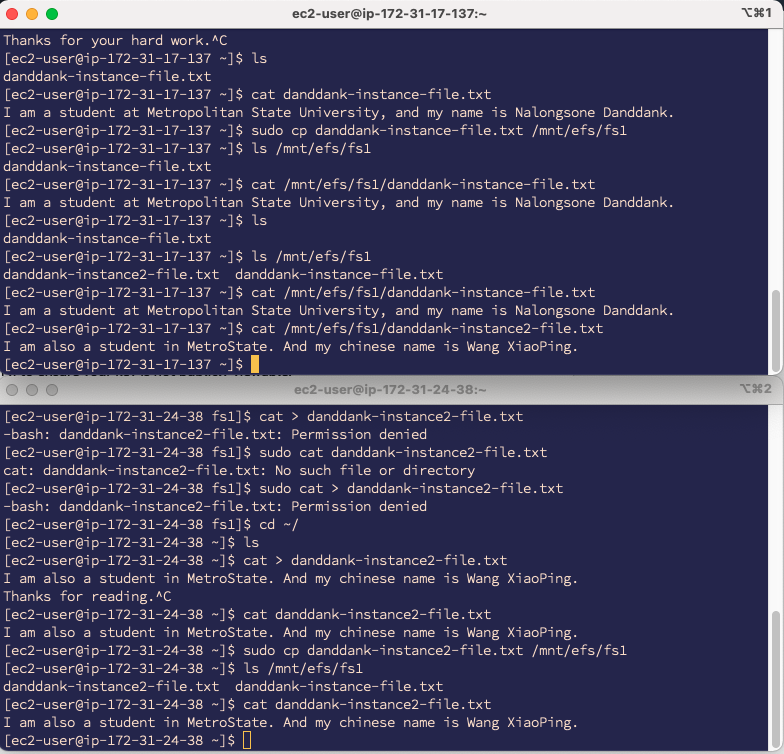 ec2-user@ip-172-31-17-137:~ ⌥⌘1
Thanks for your hard work.^C
[ec2-user@ip-172-31-17-137 ~]$ ls
danddank-instance-file.txt
[ec2-user@ip-172-31-17-137 ~]$ cat danddank-instance-file.txt
I am a student at Metropolitan State University, and my name is Nalongsone Danddank.
[ec2-user@ip-172-31-17-137 ~]$ sudo cp danddank-instance-file.txt /mnt/efs/fs1
[ec2-user@ip-172-31-17-137 ~]$ ls /mnt/efs/fs1
danddank-instance-file.txt
[ec2-user@ip-172-31-17-137 ~]$ cat /mnt/efs/fs1/danddank-instance-file.txt
I am a student at Metropolitan State University, and my name is Nalongsone Danddank.
[ec2-user@ip-172-31-17-137 ~]$ ls
danddank-instance-file.txt
[ec2-user@ip-172-31-17-137 ~]$ ls /mnt/efs/fs1
danddank-instance2-file.txt  danddank-instance-file.txt
[ec2-user@ip-172-31-17-137 ~]$ cat /mnt/efs/fs1/danddank-instance-file.txt
I am a student at Metropolitan State University, and my name is Nalongsone Danddank.
[ec2-user@ip-172-31-17-137 ~]$ cat /mnt/efs/fs1/danddank-instance2-file.txt
I am also a student in MetroState. And my chinese name is Wang XiaoPing.
[ec2-user@ip-172-31-17-137 ~]$
ec2-user@ip-172-31-24-38:~ ⌥⌘2
[ec2-user@ip-172-31-24-38 fs1]$ cat > danddank-instance2-file.txt
-bash: danddank-instance2-file.txt: Permission denied
[ec2-user@ip-172-31-24-38 fs1]$ sudo cat danddank-instance2-file.txt
cat: danddank-instance2-file.txt: No such file or directory
[ec2-user@ip-172-31-24-38 fs1]$ sudo cat > danddank-instance2-file.txt
-bash: danddank-instance2-file.txt: Permission denied
[ec2-user@ip-172-31-24-38 fs1]$ cd ~/
[ec2-user@ip-172-31-24-38 ~]$ ls
[ec2-user@ip-172-31-24-38 ~]$ cat > danddank-instance2-file.txt
I am also a student in MetroState. And my chinese name is Wang XiaoPing.
Thanks for reading.^C
[ec2-user@ip-172-31-24-38 ~]$ cat danddank-instance2-file.txt
I am also a student in MetroState. And my chinese name is Wang XiaoPing.
[ec2-user@ip-172-31-24-38 ~]$ sudo cp danddank-instance2-file.txt /mnt/efs/fs1
[ec2-user@ip-172-31-24-38 ~]$ ls /mnt/efs/fs1
danddank-instance2-file.txt  danddank-instance-file.txt
[ec2-user@ip-172-31-24-38 ~]$ cat danddank-instance2-file.txt
I am also a student in MetroState. And my chinese name is Wang XiaoPing.
[ec2-user@ip-172-31-24-38 ~]$